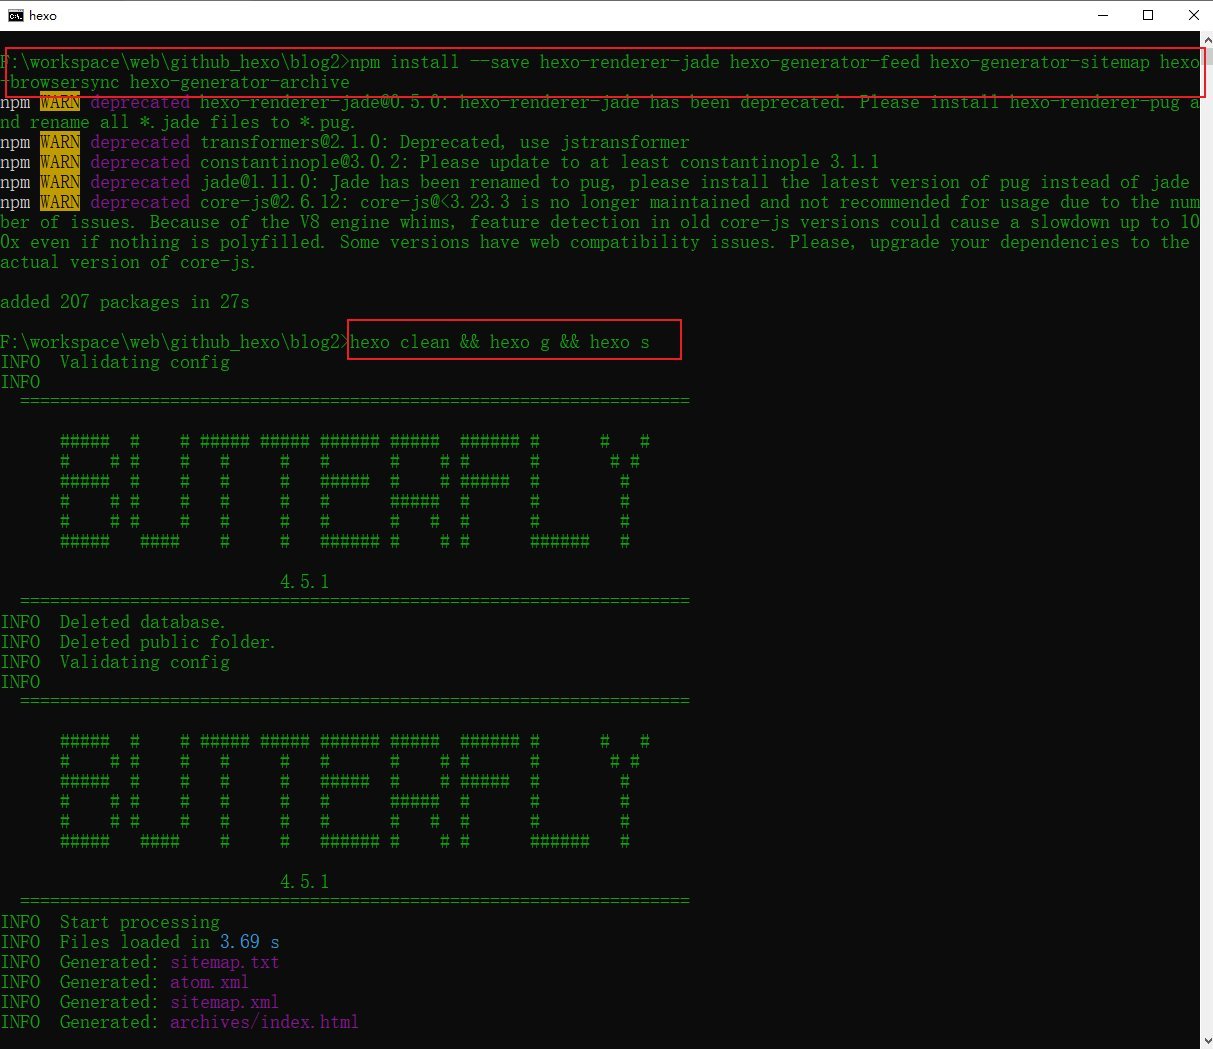 hexo
F:\workspace\web\github_hexo\blog2>npm install --save hexo-renderer-jade hexo-generator-feed hexo-generator-sitemap hexo
-browsersync hexo-generator-archive
npm WARN deprecated hexo-renderer-jade@0.5.0: hexo-renderer-jade has been deprecated. Please install hexo-renderer-pug a
nd rename all *.jade files to *.pug.
npm WARN deprecated transformers@2.1.0: Deprecated, use jstransformer
npm WARN deprecated constantinople@3.0.2: Please update to at least constantinople 3.1.1
npm WARN deprecated jade@1.11.0: Jade has been renamed to pug, please install the latest version of pug instead of jade
npm WARN deprecated core-js@2.6.12: core-js@<3.23.3 is no longer maintained and not recommended for usage due to the num
ber of issues. Because of the V8 engine whims, feature detection in old core-js versions could cause a slowdown up to 10
0x even if nothing is polyfilled. Some versions have web compatibility issues. Please, upgrade your dependencies to the
actual version of core-js.
added 207 packages in 27s
F:\workspace\web\github_hexo\blog2>hexo clean && hexo g && hexo s
INFO  Validating config
INFO
===================================================================
BUTTERFLY
4.5.1
===================================================================
INFO  Deleted database.
INFO  Deleted public folder.
INFO  Validating config
INFO
===================================================================
BUTTERFLY
4.5.1
===================================================================
INFO  Start processing
INFO  Files loaded in 3.69 s
INFO  Generated: sitemap.txt
INFO  Generated: atom.xml
INFO  Generated: sitemap.xml
INFO  Generated: archives/index.html